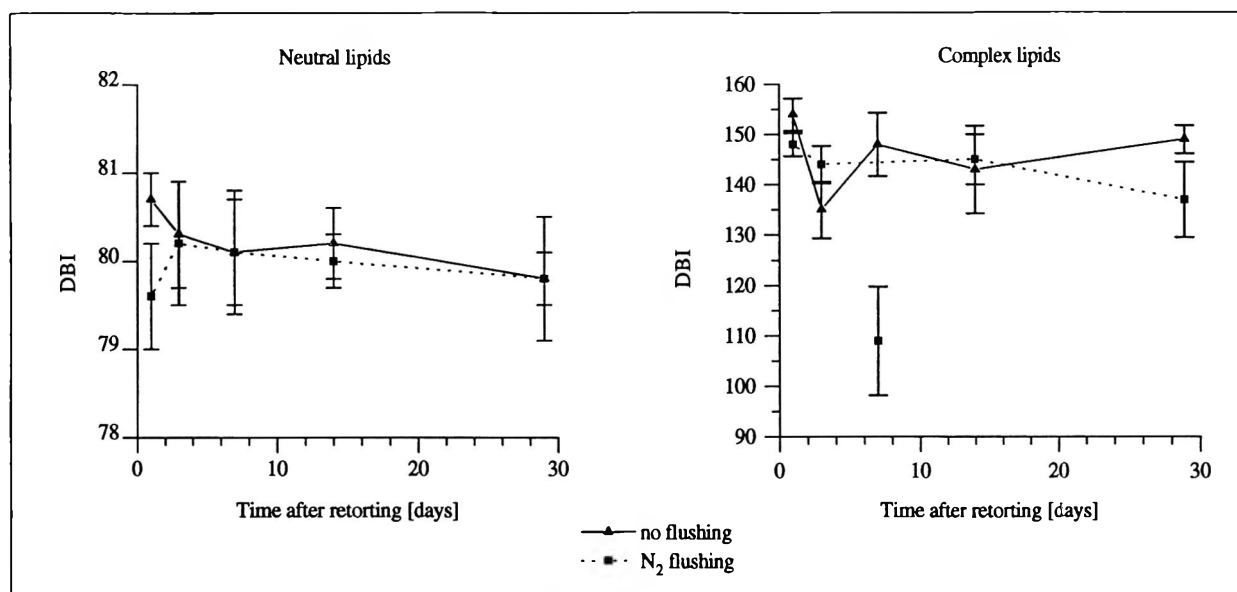 Neutral lipids
82
81
80
79
78
DBI
0
10
20
30
Time after retorting [days]
Complex lipids
160
150
140
130
120
110
100
90
DBI
0
10
20
30
Time after retorting [days]
no flushing
N₂ flushing